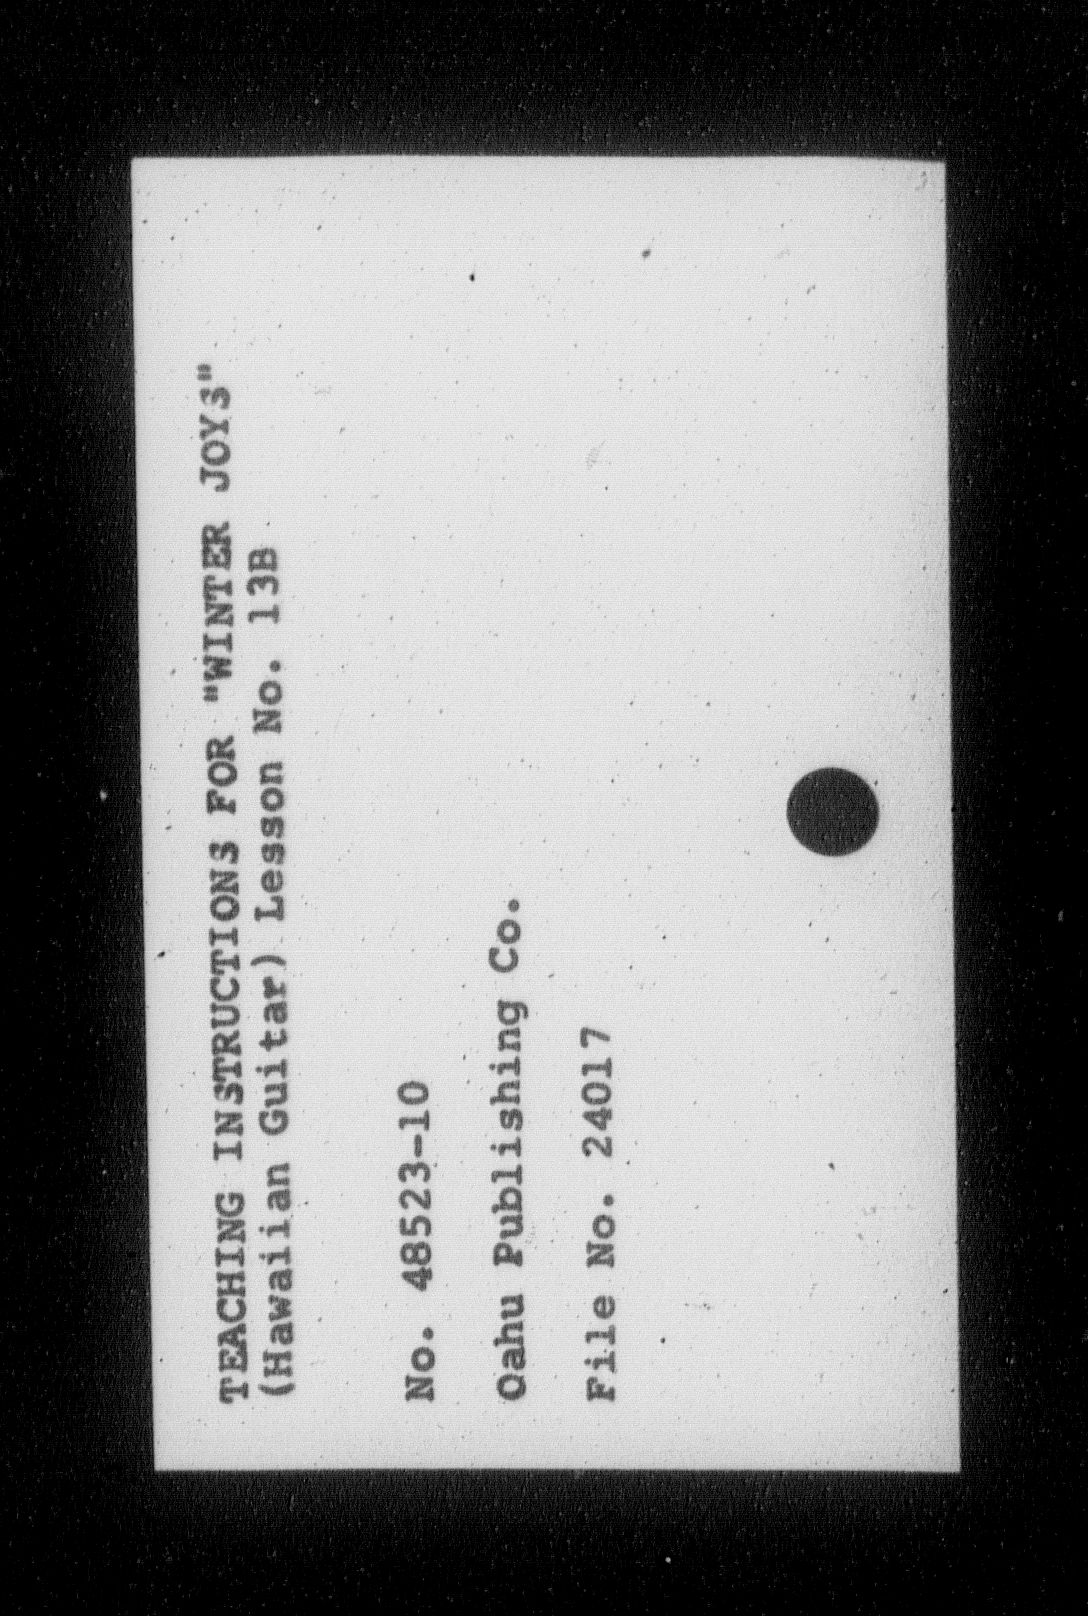 TEACHING INSTRUCTIONS FOR "WINTER JOYS"
(Hawaiian Guitar) Lesson No. 13B
No. 48523-10
Oahu Publishing Co.
File No. 24017